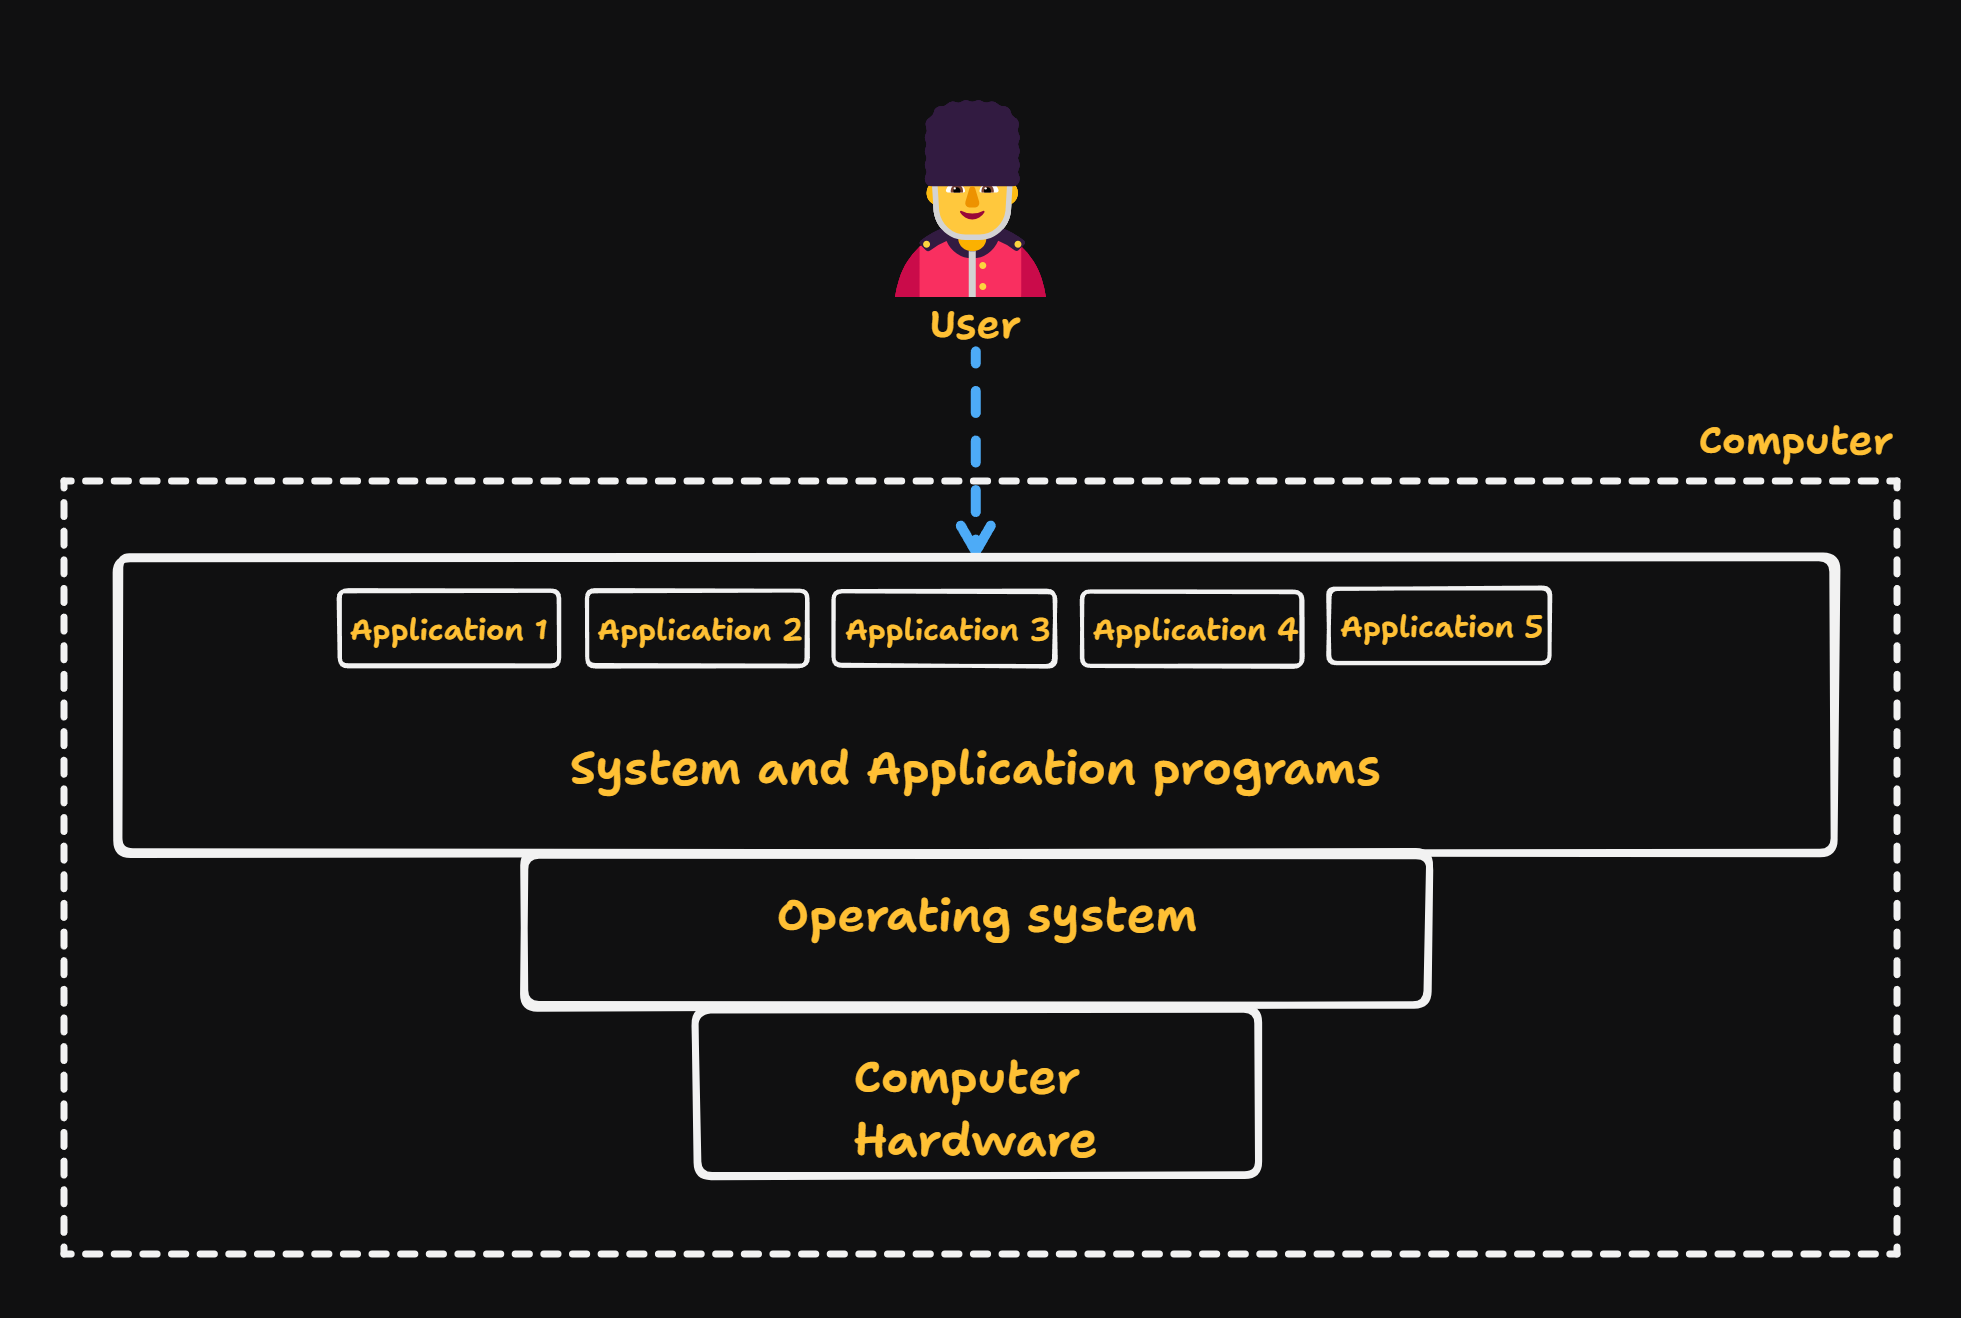 User
Computer
Application 1
Application 2
Application 3
Application 4
Application 5
System and Application programs
Operating system
Computer
Hardware